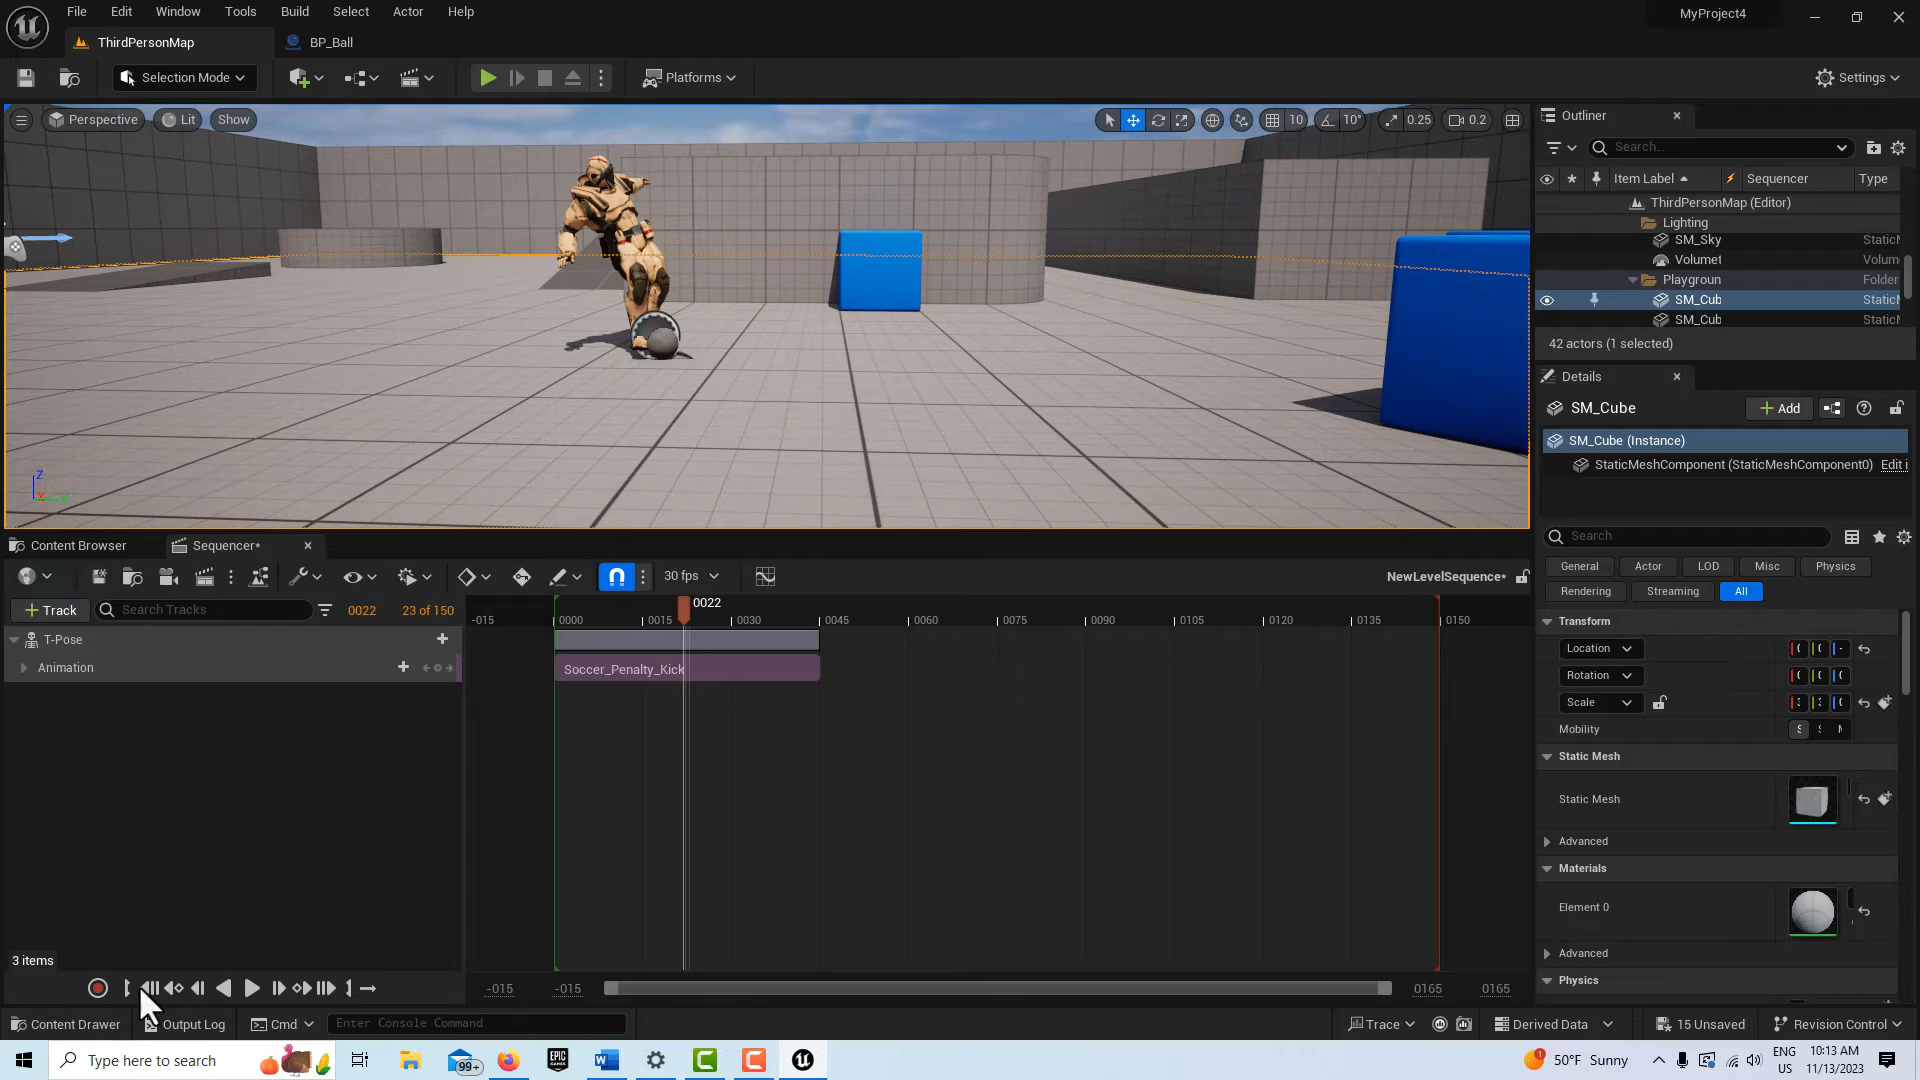 File Edit Window Tools Build Select Actor Help
MyProject4
ThirdPersonMap
BP_Ball
Selection Mode
Platforms
Settings
Perspective
Lit
Show
10
10°
0.25
0.2
Outliner
Search...
Item Label
Sequencer
Type
ThirdPersonMap (Editor)
Lighting
SM_Sky
Volumet
Volum
Playgroun
Folder
SM_Cub
SM_Cub
42 actors (1 selected)
Details
SM_Cube
Add
SM_Cube (Instance)
StaticMeshComponent (StaticMeshComponent0)
Edit i
Search
General
Actor
LOD
Misc
Physics
Rendering
Streaming
All
Transform
Location
Rotation
Scale
Mobility
Static Mesh
Static Mesh
Advanced
Materials
Element 0
Advanced
Physics
Content Browser
Sequencer*
30 fps
NewLevelSequence*
Track
Search Tracks
0022
23 of 150
0022
-015
0000
0015
0030
0045
0060
0075
0090
0105
0120
0135
0150
T-Pose
Animation
Soccer_Penalty_Kick
3 items
-015
-015
0165
0165
Content Drawer
Output Log
Cmd
Enter Console Command
Trace
Derived Data
15 Unsaved
Revision Control
Type here to search
99+
EPIC GAMES
50°F Sunny
ENG
US
10:13 AM
11/13/2023